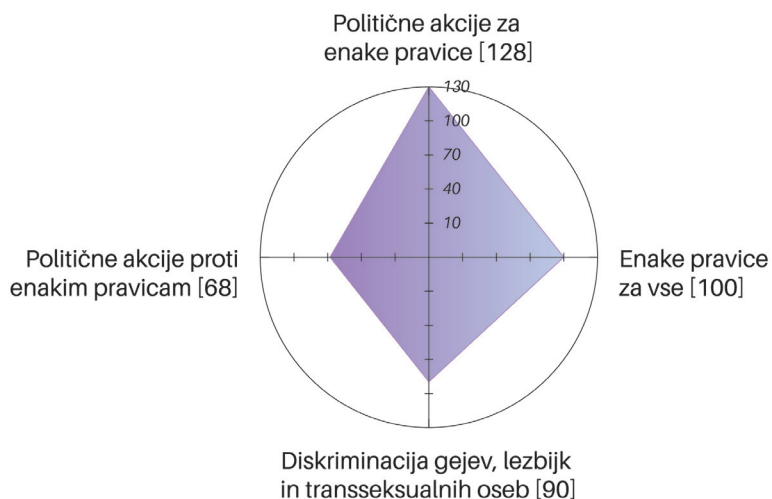 Politične akcije za
enake pravice [128]
130
100
70
40
10
Politične akcije proti
enakim pravicam [68]
Enake pravice
za vse [100]
Diskriminacija gejev, lezbijk
in transseksualnih oseb [90]